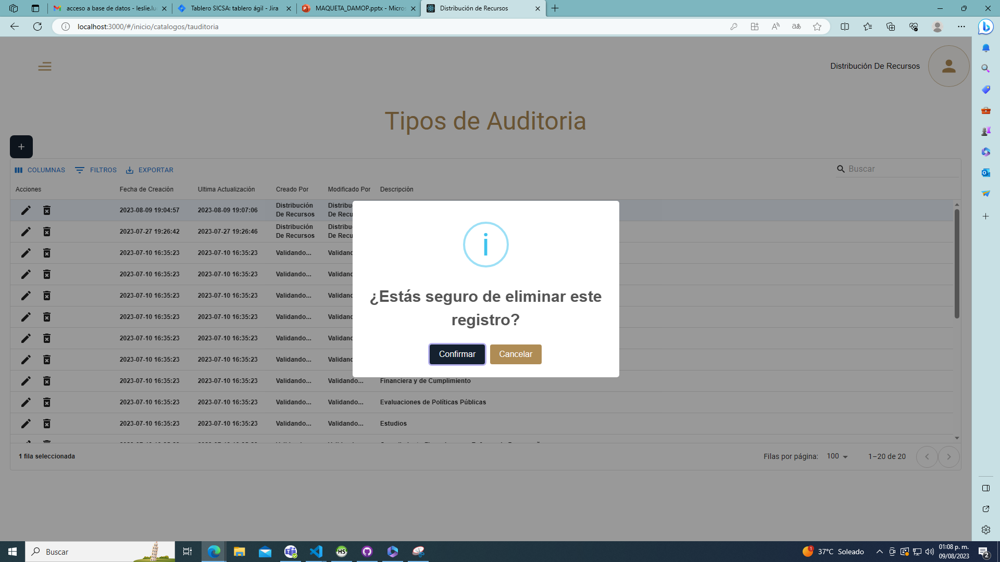 acceso a base de datos - leslie.lu
Tablero SICSA: tablero ágil - Jira
MAQUETA_DAMOP.pptx - Micros
Distribución de Recursos
localhost:3000/#/inicio/catalogos/tauditoria
Distribución De Recursos
Tipos de Auditoria
COLUMNAS
FILTROS
EXPORTAR
Buscar
Acciones Fecha de Creación Ultima Actualización Creado Por Modificado Por Descripción
2023-08-09 19:04:57 2023-08-09 19:07:06 Distribución De Recursos Distribu De Recu
2023-07-27 19:26:42 2023-07-27 19:26:46 Distribución De Recursos Distribu De Recu
2023-07-10 16:35:23 2023-07-10 16:35:23 Validando... Validand
2023-07-10 16:35:23 2023-07-10 16:35:23 Validando... Validand
2023-07-10 16:35:23 2023-07-10 16:35:23 Validando... Validand
2023-07-10 16:35:23 2023-07-10 16:35:23 Validando... Validand
2023-07-10 16:35:23 2023-07-10 16:35:23 Validando... Validand
2023-07-10 16:35:23 2023-07-10 16:35:23 Validando... Validand
2023-07-10 16:35:23 2023-07-10 16:35:23 Validando... Validando... Financiera y de Cumplimiento
2023-07-10 16:35:23 2023-07-10 16:35:23 Validando... Validando... Evaluaciones de Políticas Públicas
2023-07-10 16:35:23 2023-07-10 16:35:23 Validando... Validando... Estudios
¿Estás seguro de eliminar este
registro?
Confirmar
Cancelar
1 fila seleccionada
Filas por página: 100
1–20 de 20
Buscar
37°C Soleado
01:08 p. m.
09/08/2023